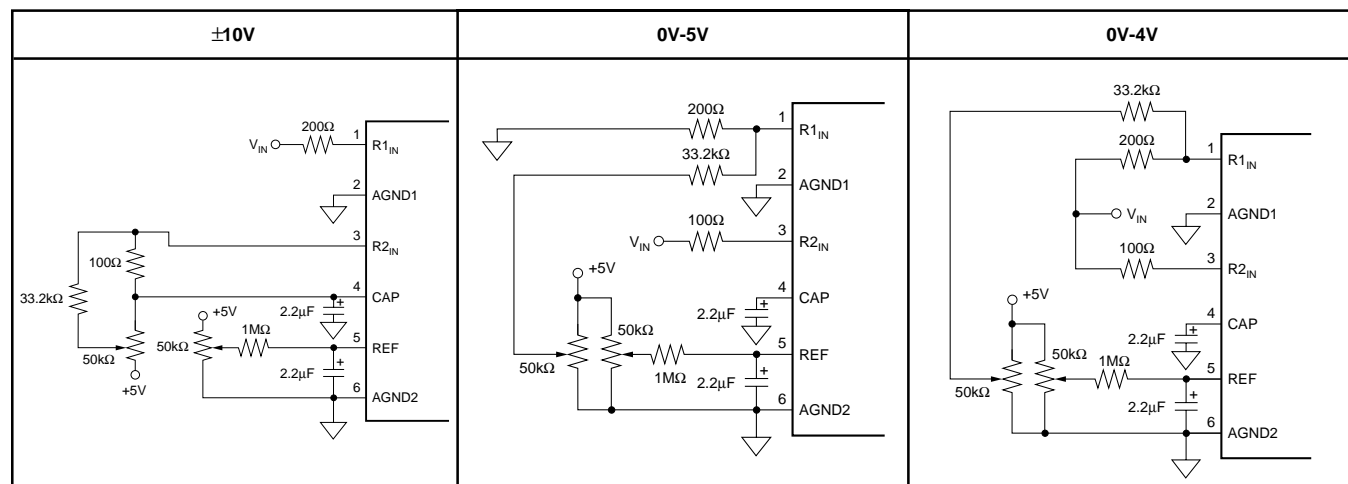 ±10V
200Ω
V_IN
1
R1_IN
2
AGND1
3
R2_IN
100Ω
33.2kΩ
4
CAP
+5V
2.2µF
1MΩ
50kΩ
50kΩ
5
REF
+5V
2.2µF
6
AGND2
0V-5V
200Ω
1
R1_IN
33.2kΩ
2
AGND1
100Ω
3
V_IN
R2_IN
+5V
4
CAP
2.2µF
50kΩ
5
REF
50kΩ
1MΩ
2.2µF
6
AGND2
0V-4V
33.2kΩ
200Ω
1
R1_IN
2
V_IN
AGND1
100Ω
3
R2_IN
+5V
4
CAP
2.2µF
50kΩ
5
REF
50kΩ
1MΩ
2.2µF
6
AGND2